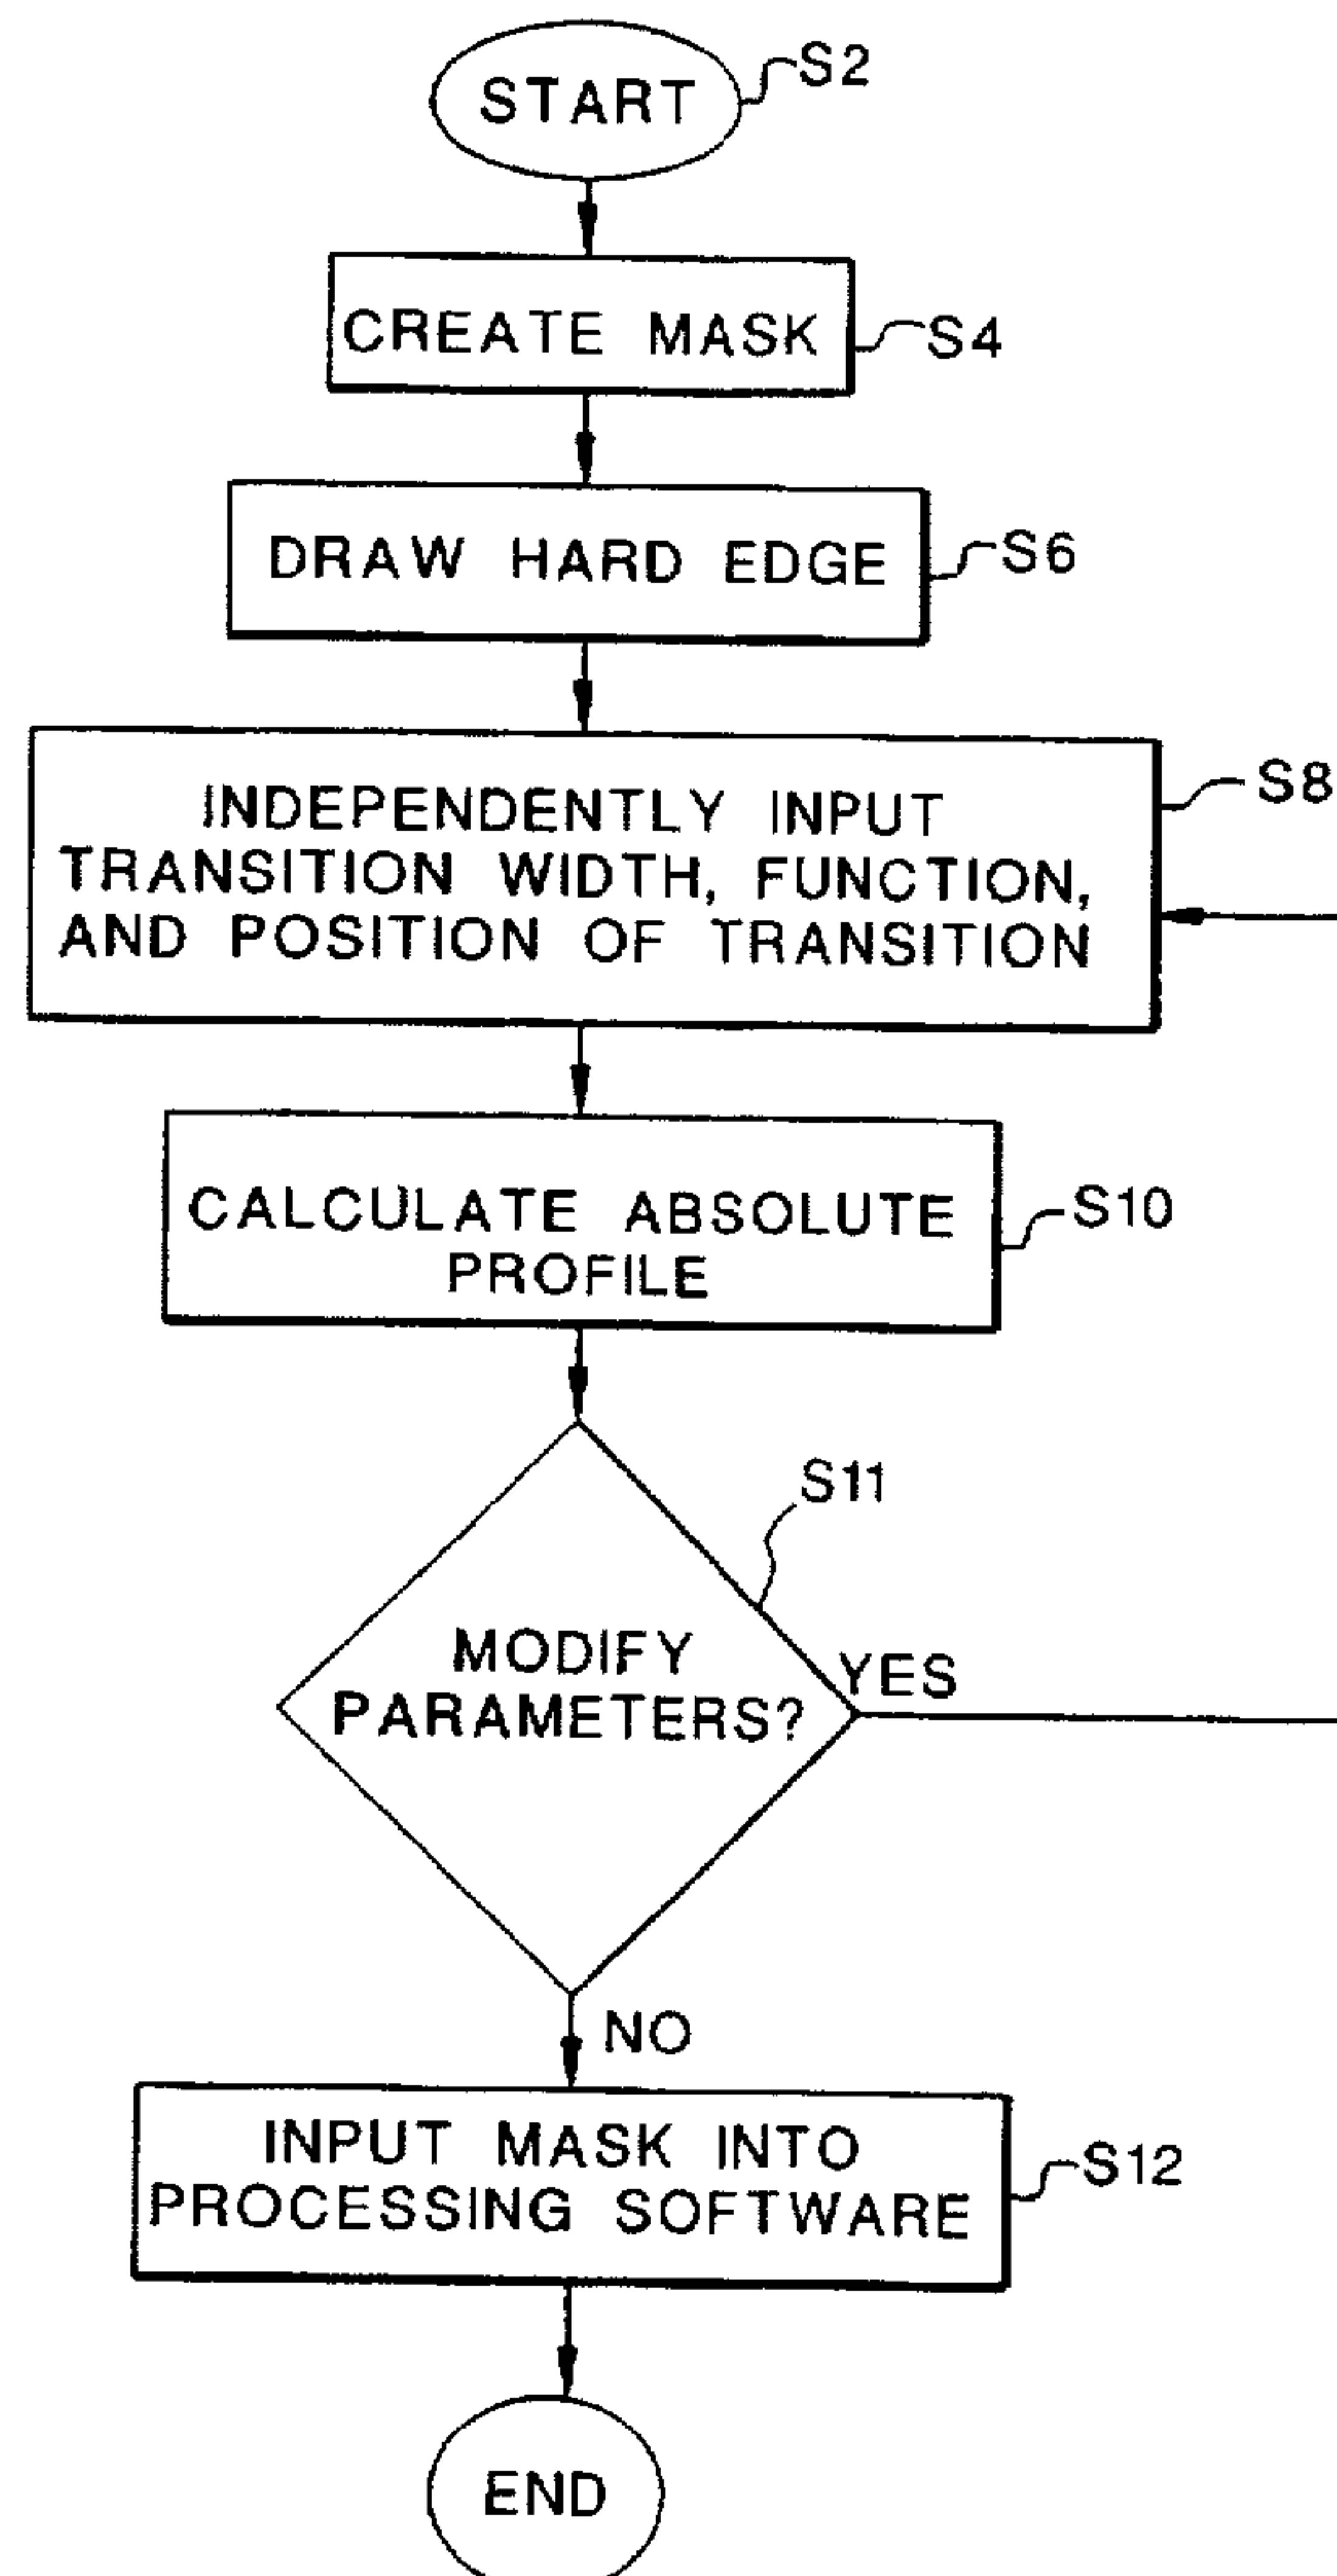 START
S2
CREATE MASK
S4
DRAW HARD EDGE
S6
INDEPENDENTLY INPUT
TRANSITION WIDTH, FUNCTION,
AND POSITION OF TRANSITION
S8
CALCULATE ABSOLUTE
PROFILE
S10
S11
MODIFY
PARAMETERS?
YES
NO
INPUT MASK INTO
PROCESSING SOFTWARE
S12
END